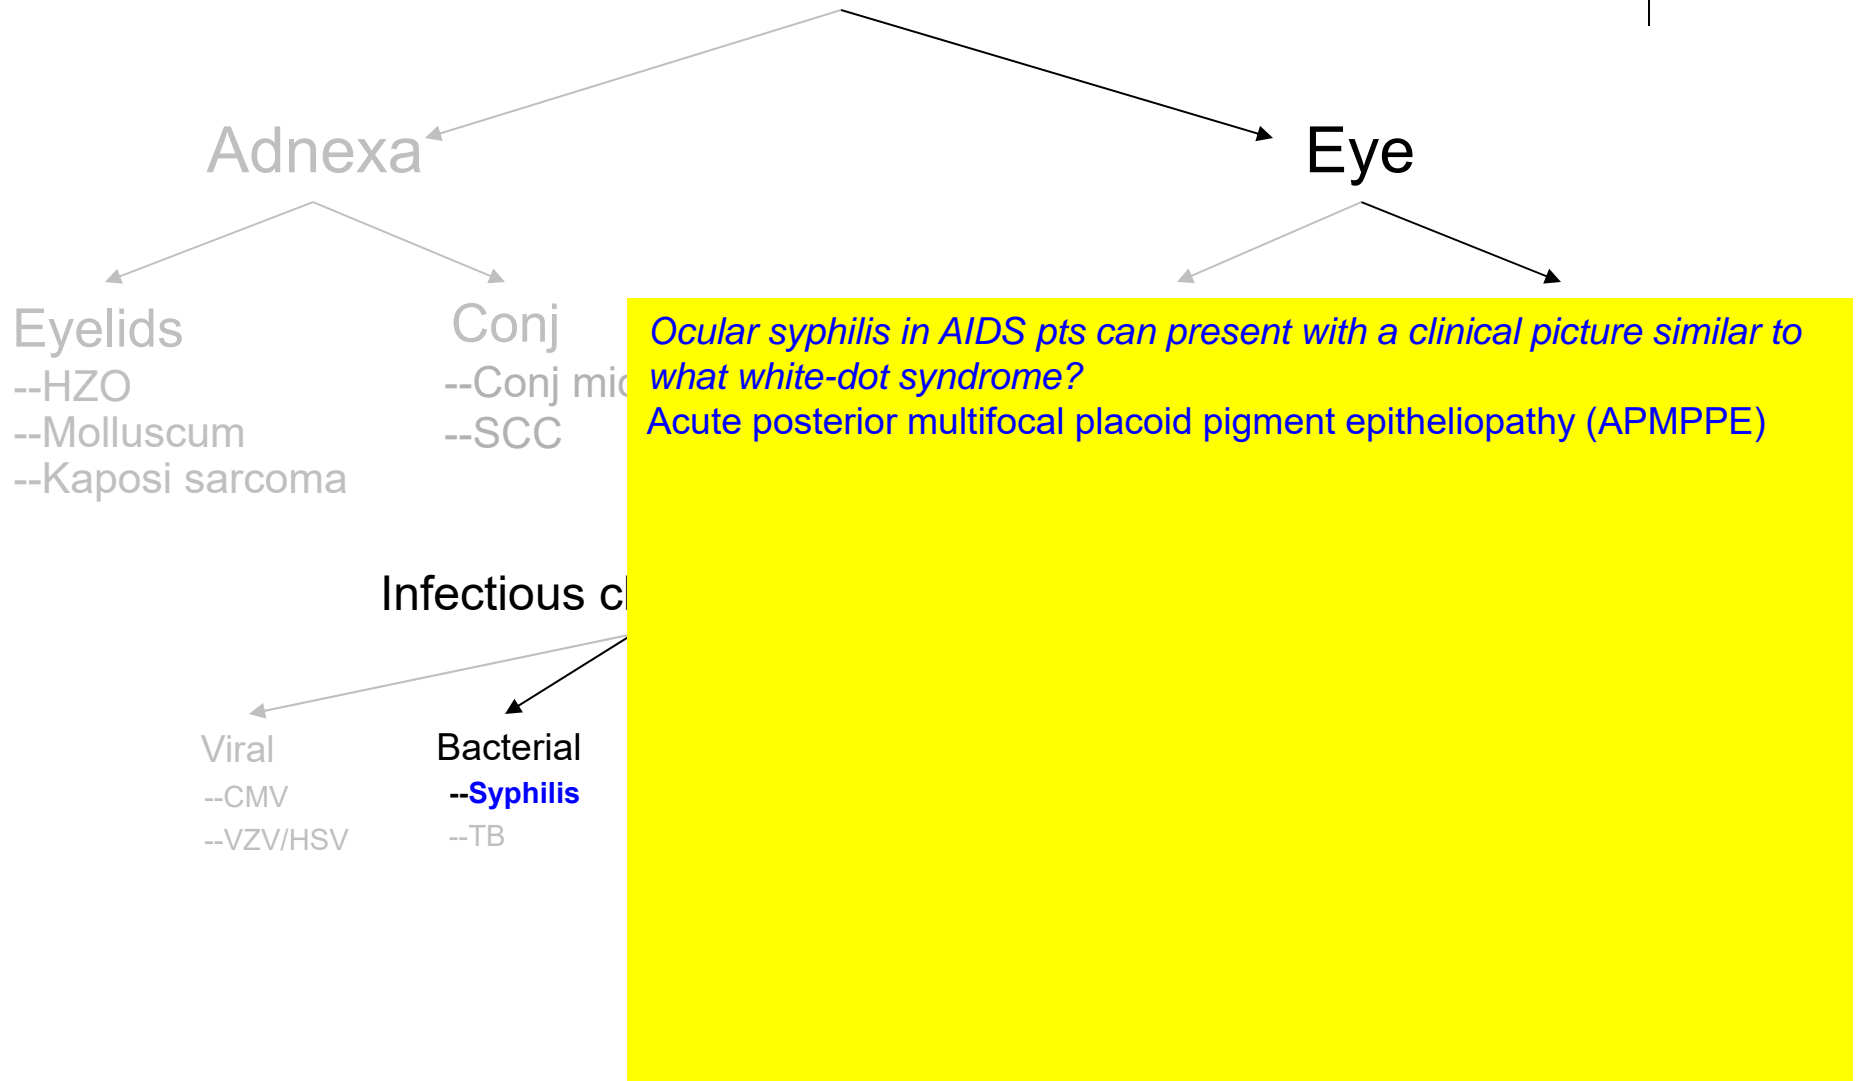 Adnexa
Eye
Eyelids
--HZO
--Molluscum
--Kaposi sarcoma
Conj
--Conj
--SCC
Ocular syphilis in AIDS pts can present with a clinical picture similar to
what white-dot syndrome?
Acute posterior multifocal placoid pigment epitheliopathy (APMPPE)
Infectious
Viral
--CMV
--VZV/HSV
Bacterial
--Syphilis
--TB